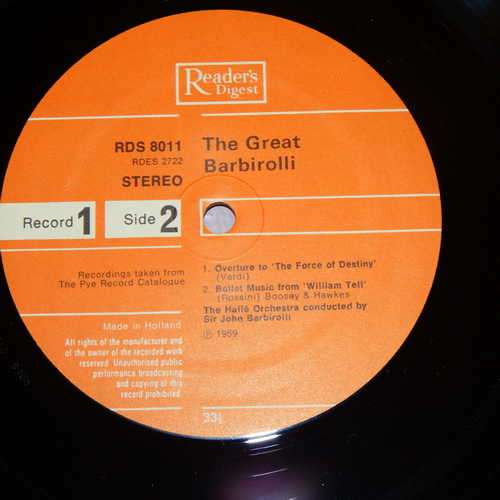 Reader's
Digest
RDS 8011
RDES 2722
STEREO
The Great
Barbirolli
Record 1
Side 2
Recordings taken from
The Pye Record Catalogue
1. Overture to 'The Force of Destiny'
(Verdi)
2. Ballet Music from 'William Tell'
(Rossini) Boosey & Hawkes
The Hallé Orchestra conducted by
Sir John Barbirolli
℗ 1959
Made in Holland
All rights of the manufacturer and
of the owner of the recorded work
reserved. Unauthorised public
performance broadcasting
and copying of this
record prohibited.
33⅓